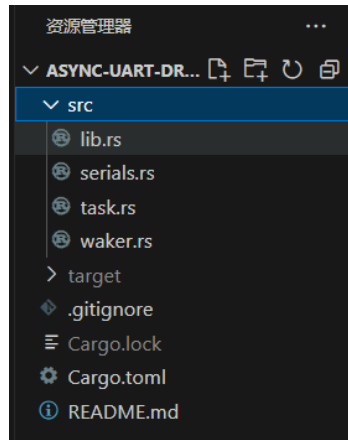 资源管理器 ...
ASYNC-UART-DR...
src
lib.rs
serials.rs
task.rs
waker.rs
target
.gitignore
Cargo.lock
Cargo.toml
README.md